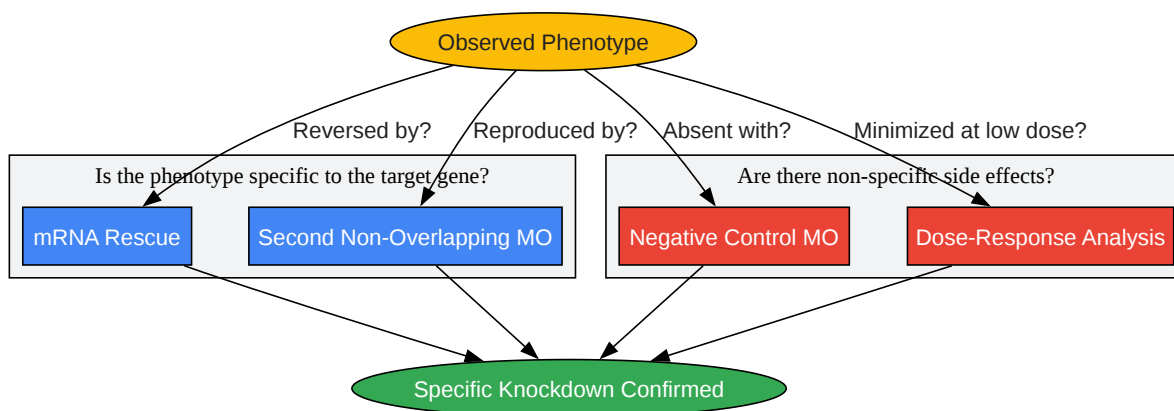 Observed Phenotype
Reversed by?
Reproduced by?
Absent with?
Minimized at low dose?
Is the phenotype specific to the target gene?
Are there non-specific side effects?
mRNA Rescue
Second Non-Overlapping MO
Negative Control MO
Dose-Response Analysis
Specific Knockdown Confirmed